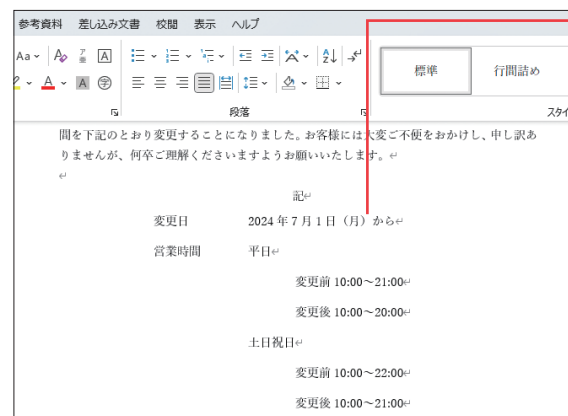 参考資料 差し込み文書 校閲 表示 ヘルプ
Aa A ア亜 A
A A 字
標準 行間詰め
段落 スタイ
間を下記のとおり変更することになりました。お客様には大変ご不便をおかけし、申し訳あ
りませんが、何卒ご理解くださいますようお願いいたします。
記
変更日 2024年7月1日（月）から
営業時間 平日
変更前 10:00～21:00
変更後 10:00～20:00
土日祝日
変更前 10:00～22:00
変更後 10:00～21:00